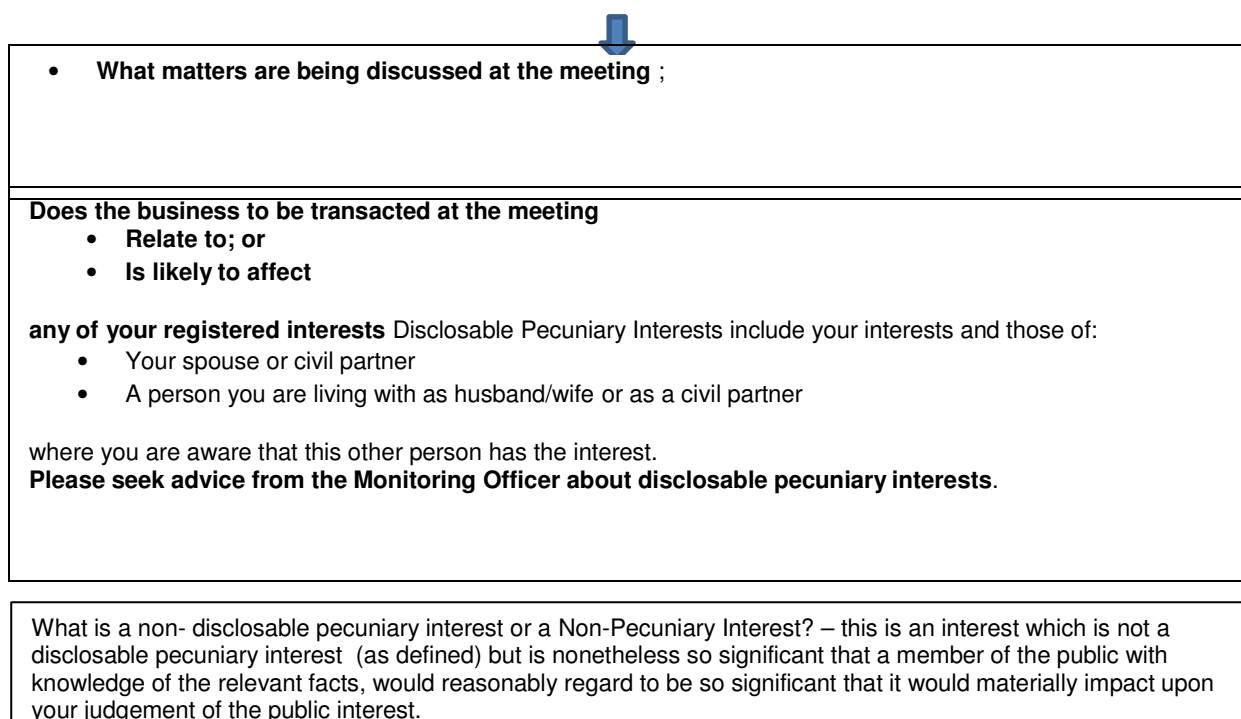 • What matters are being discussed at the meeting ;
Does the business to be transacted at the meeting
• Relate to; or
• Is likely to affect
any of your registered interests Disclosable Pecuniary Interests include your interests and those of:
• Your spouse or civil partner
• A person you are living with as husband/wife or as a civil partner
where you are aware that this other person has the interest.
Please seek advice from the Monitoring Officer about disclosable pecuniary interests.
What is a non- disclosable pecuniary interest or a Non-Pecuniary Interest? – this is an interest which is not a
disclosable pecuniary interest (as defined) but is nonetheless so significant that a member of the public with
knowledge of the relevant facts, would reasonably regard to be so significant that it would materially impact upon
your judgement of the public interest.